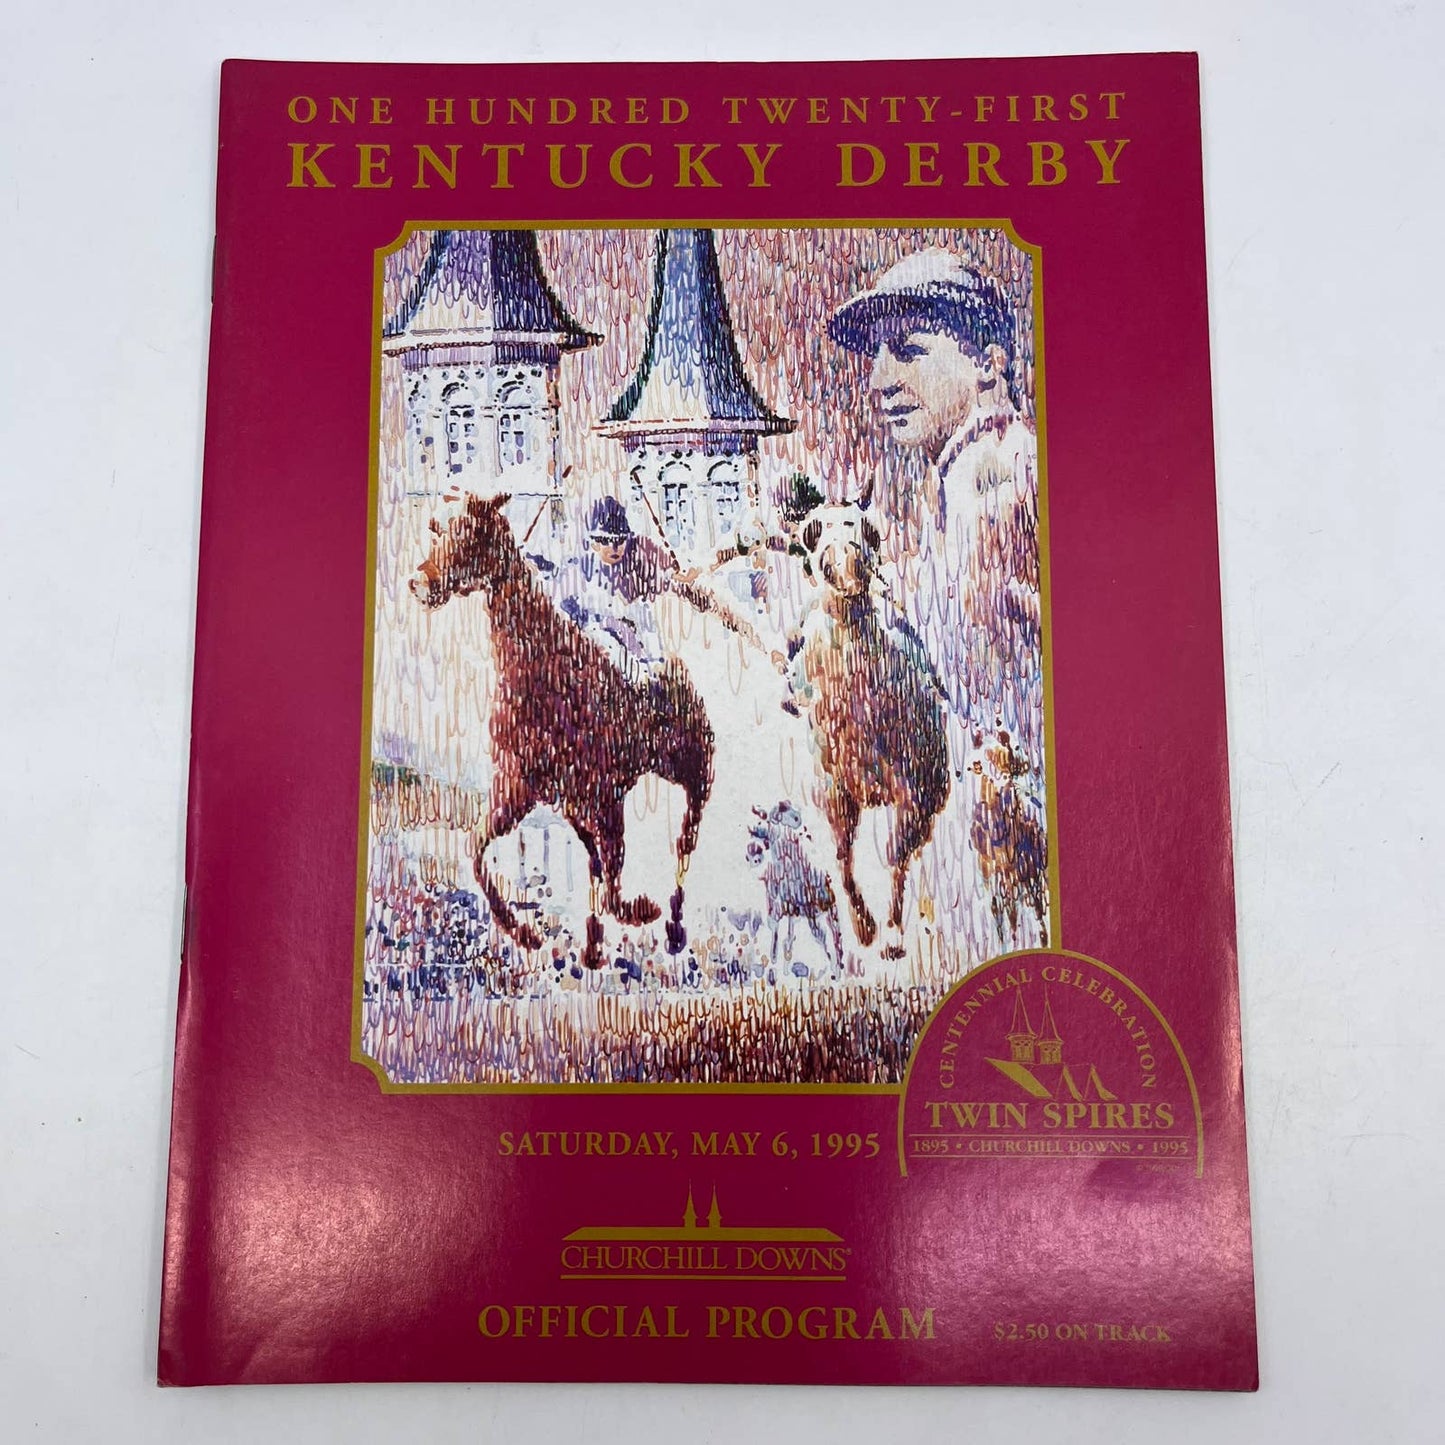 ONE HUNDRED TWENTY-FIRST
KENTUCKY DERBY
CENTENNIAL CELEBRATION
TWIN SPIRES
1895 • CHURCHILL DOWNS • 1995
SATURDAY, MAY 6, 1995
CHURCHILL DOWNS®
OFFICIAL PROGRAM
$2.50 ON TRACK